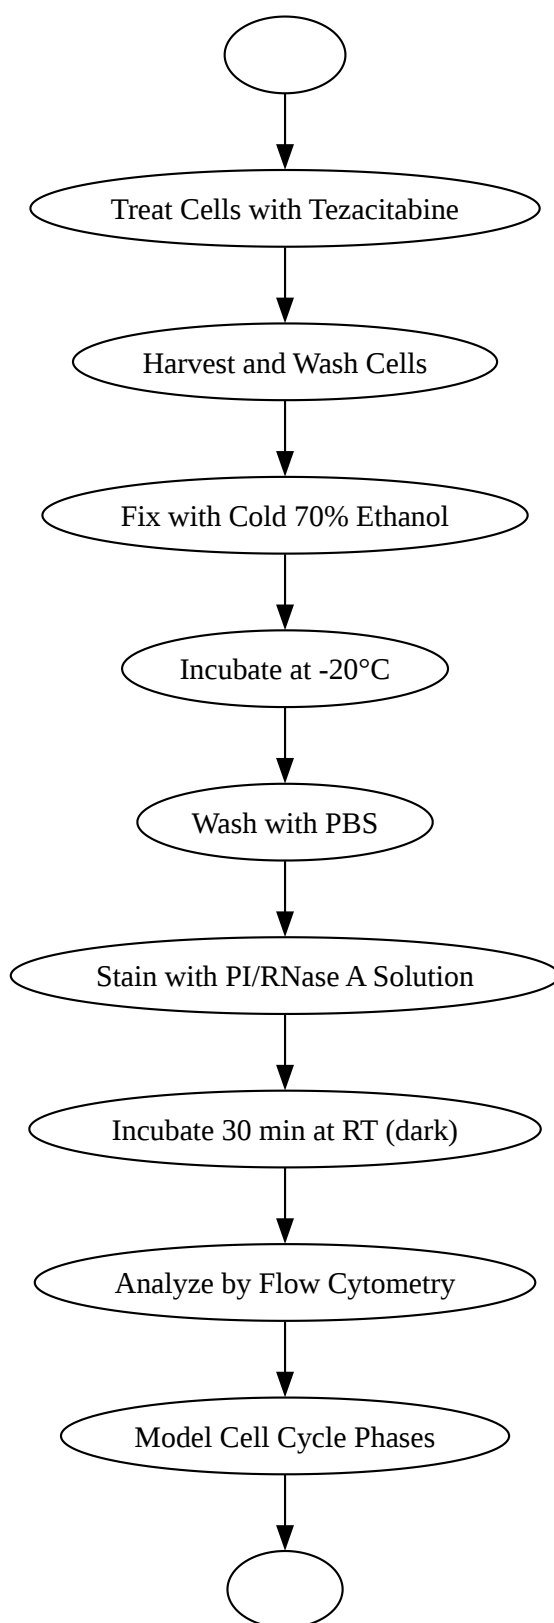 Treat Cells with Tezacitabine
Harvest and Wash Cells
Fix with Cold 70% Ethanol
Incubate at -20°C
Wash with PBS
Stain with PI/RNase A Solution
Incubate 30 min at RT (dark)
Analyze by Flow Cytometry
Model Cell Cycle Phases